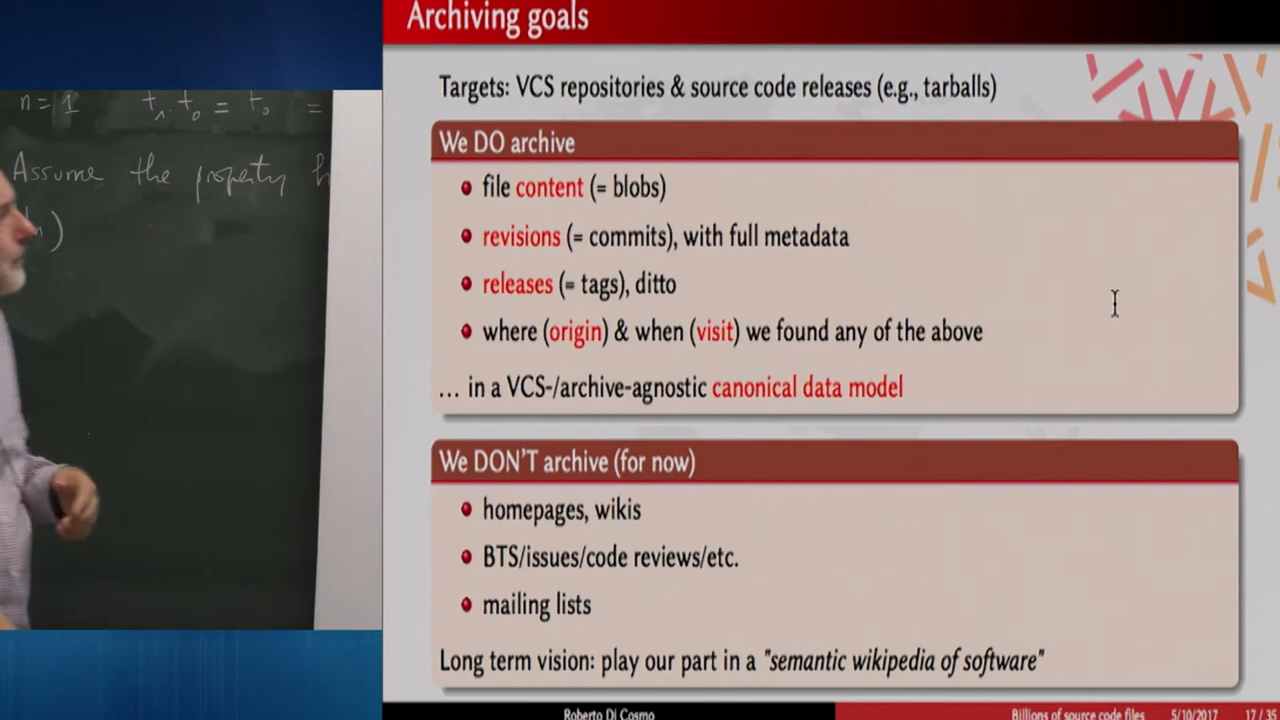 n = 1 t₁. t₀ = t₀ =
Assume the property h
n)
Archiving goals
Targets: VCS repositories & source code releases (e.g., tarballs)
We DO archive
file content (= blobs)
revisions (= commits), with full metadata
releases (= tags), ditto
where (origin) & when (visit) we found any of the above
… in a VCS-/archive-agnostic canonical data model
We DON'T archive (for now)
homepages, wikis
BTS/issues/code reviews/etc.
mailing lists
Long term vision: play our part in a "semantic wikipedia of software"
Roberto Di Cosmo
Billions of source code files 5/10/2017 17 / 35